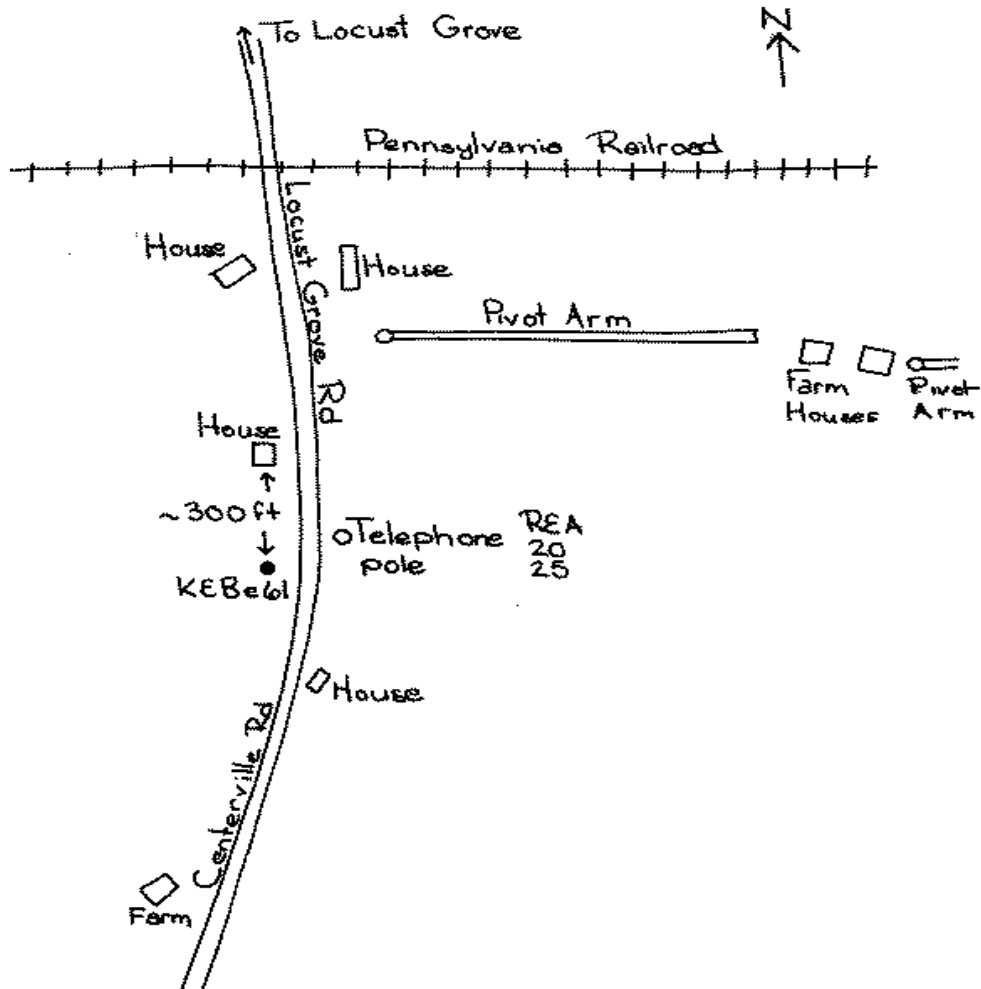 To Locust Grove
N
Pennsylvania Railroad
Locust Grove Rd
House
House
Pivot Arm
Farm
Houses
Pivot
Arm
House
~300 ft
KEBe61
Telephone
pole
REA
20
25
House
Centerville Rd
Farm